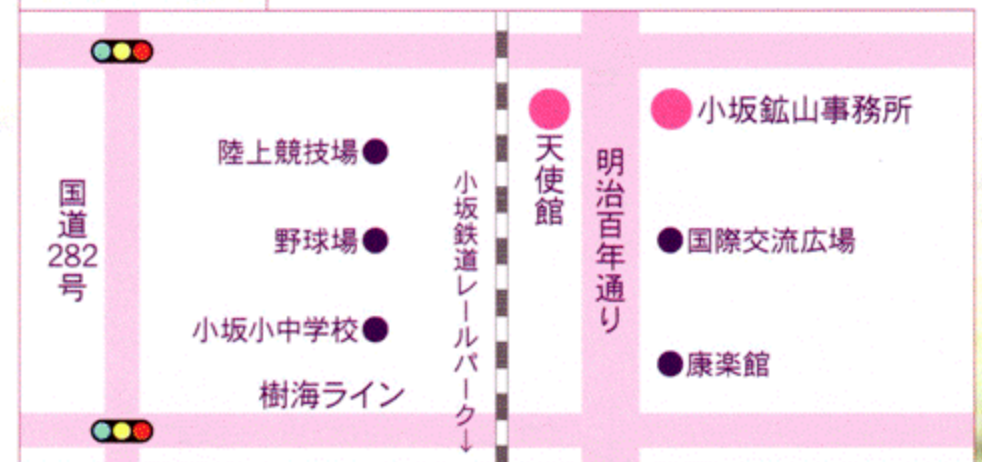 国道282号
陸上競技場
野球場
小坂小中学校
樹海ライン
小坂鉄道レールパーク↓
天使館
明治百年通り
小坂鉱山事務所
国際交流広場
康楽館